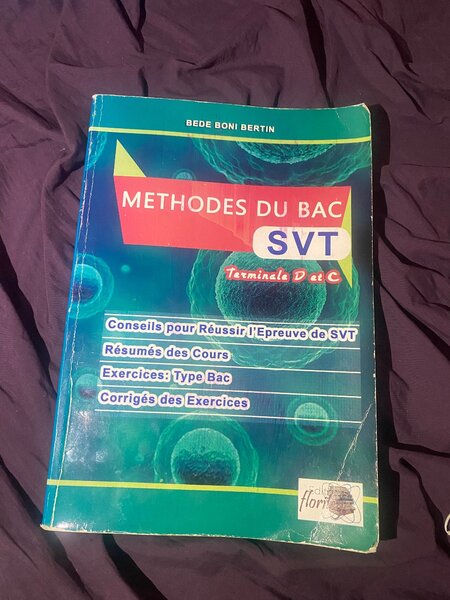 BEDE BONI BERTIN
METHODES DU BAC
SVT
Terminale D et C
Conseils pour Réussir l'Epreuve de SVT
Résumés des Cours
Exercices: Type Bac
Corrigés des Exercices